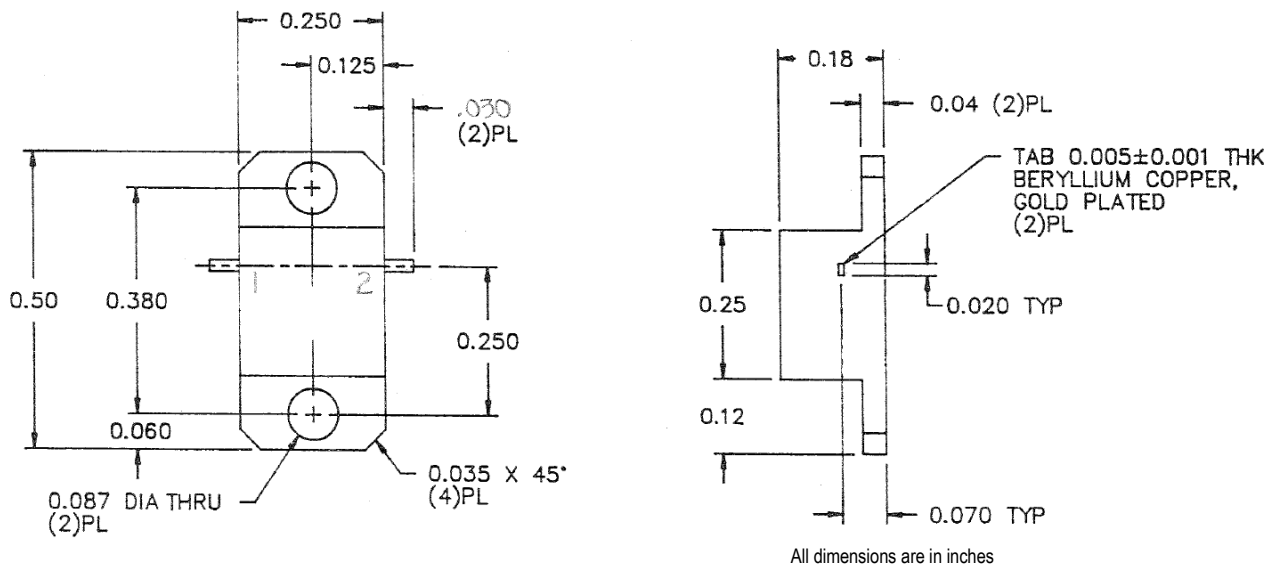 0.250
0.125
.030
(2)PL
0.50
0.380
1
2
0.250
0.060
0.087 DIA THRU
(2)PL
0.035 X 45°
(4)PL
0.18
0.04 (2)PL
TAB 0.005±0.001 THK
BERYLLIUM COPPER,
GOLD PLATED
(2)PL
0.25
0.020 TYP
0.12
0.070 TYP
All dimensions are in inches